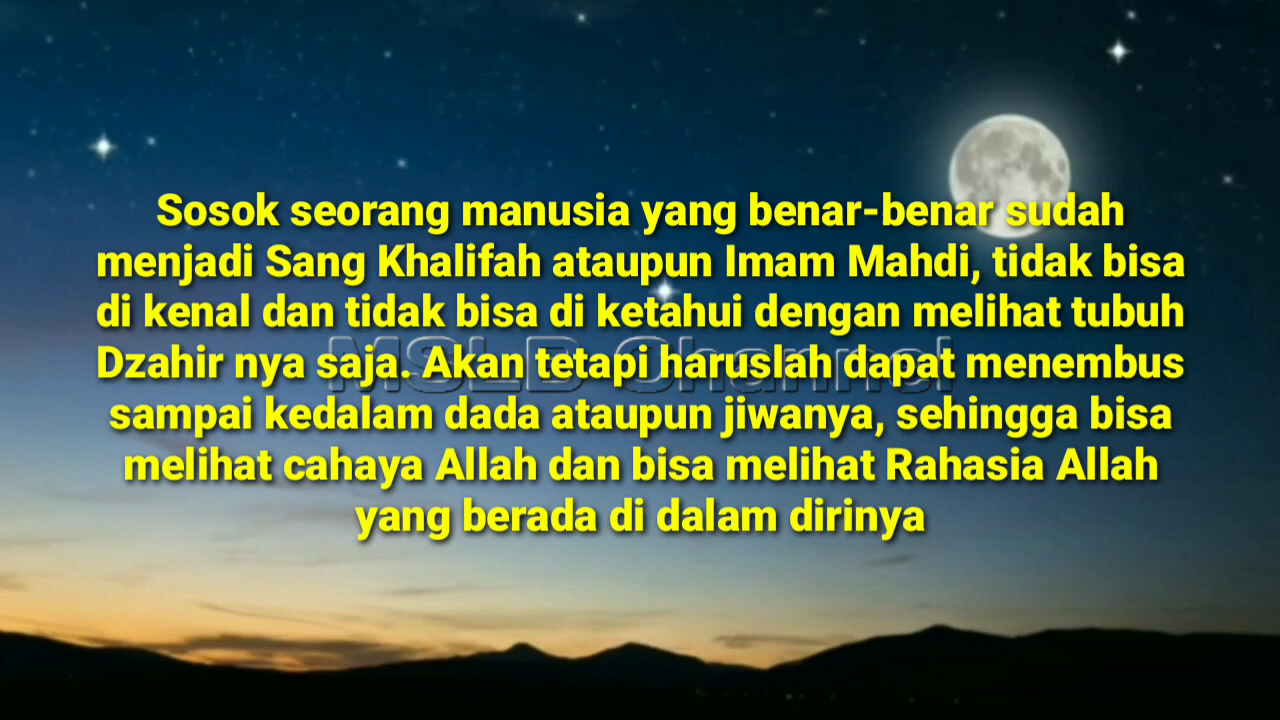 Sosok seorang manusia yang benar-benar sudah
menjadi Sang Khalifah ataupun Imam Mahdi, tidak bisa
di kenal dan tidak bisa di ketahui dengan melihat tubuh
Dzahir nya saja. Akan tetapi haruslah dapat menembus
sampai kedalam dada ataupun jiwanya, sehingga bisa
melihat cahaya Allah dan bisa melihat Rahasia Allah
yang berada di dalam dirinya
MSLB Channel